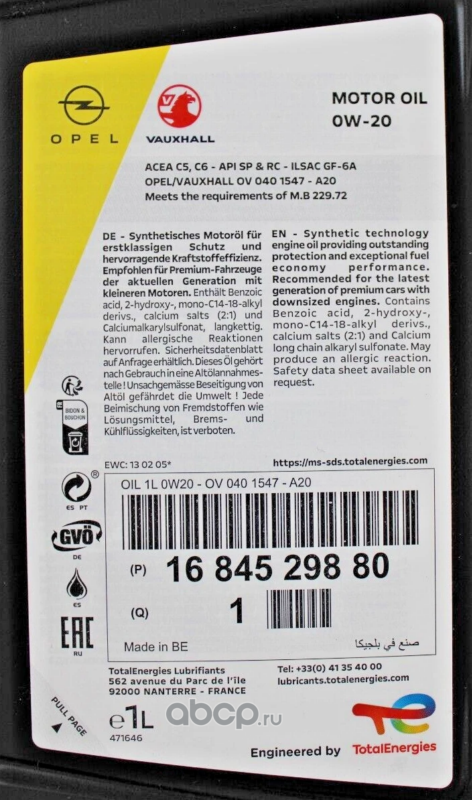 OPEL
VAUXHALL
MOTOR OIL
0W-20
ACEA C5, C6 - API SP & RC - ILSAC GF-6A
OPEL/VAUXHALL OV 040 1547 - A20
Meets the requirements of M.B 229.72
DE - Synthetisches Motoröl für
erstklassigen Schutz und
hervorragende Kraftstoffeffizienz.
Empfohlen für Premium-Fahrzeuge
der aktuellen Generation mit
kleineren Motoren. Enthält Benzoic
acid, 2-hydroxy-, mono-C14-18-alkyl
derivs., calcium salts (2:1) und
Calciumalkarylsulfonat, langkettig.
Kann allergische Reaktionen
hervorrufen. Sicherheitsdatenblatt
auf Anfrage erhältlich. Dieses Öl gehört
nach Gebrauch in eine Altölannahmes-
telle ! Unsachgemässe Beseitigung von
Altöl gefährdet die Umwelt ! Jede
Beimischung von Fremdstoffen wie
Lösungsmittel, Brems- und
Kühlflüssigkeiten, ist verboten.
EN - Synthetic technology
engine oil providing outstanding
protection and exceptional fuel
economy performance.
Recommended for the latest
generation of premium cars with
downsized engines. Contains
Benzoic acid, 2-hydroxy-,
mono-C14-18-alkyl derivs.,
calcium salts (2:1) and Calcium
long chain alkaryl sulfonate. May
produce an allergic reaction.
Safety data sheet available on
request.
BIDON &
BOUCHON
EWC: 13 02 05*
https://ms-sds.totalenergies.com
®
ES PT
GVÖ
DE
ES
EAC
RU
OIL 1L 0W20 - OV 040 1547 - A20
(P) 16 845 298 80
(Q) 1
Made in BE
صنع في بلجيكا
TotalEnergies Lubrifiants
562 avenue du Parc de l'île
92000 NANTERRE - FRANCE
Tel: +33(0) 41 35 40 00
lubricants.totalenergies.com
PULL PAGE
e1L
471646
abcp.ru
Engineered by
TotalEnergies